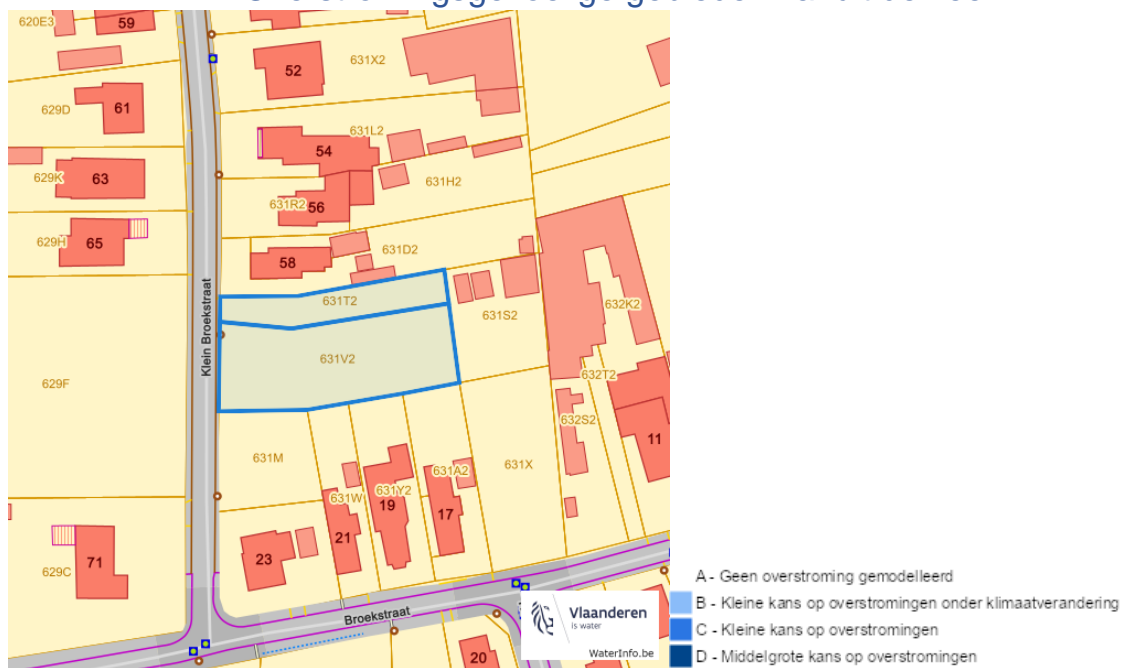 620E3
59
52
631X2
629D
61
631L2
54
629K
63
631H2
631R2
56
629H
65
631D2
58
631T2
632K2
631S2
Klein Broekstraat
631V2
629F
632T2
632S2
11
631M
631A2
631X
631W
631Y2
19
17
21
23
629C
71
Broekstraat
Vlaanderen
is water
WaterInfo.be
20
A - Geen overstroming gemodelleerd
B - Kleine kans op overstromingen onder klimaatverandering
C - Kleine kans op overstromingen
D - Middelgrote kans op overstromingen